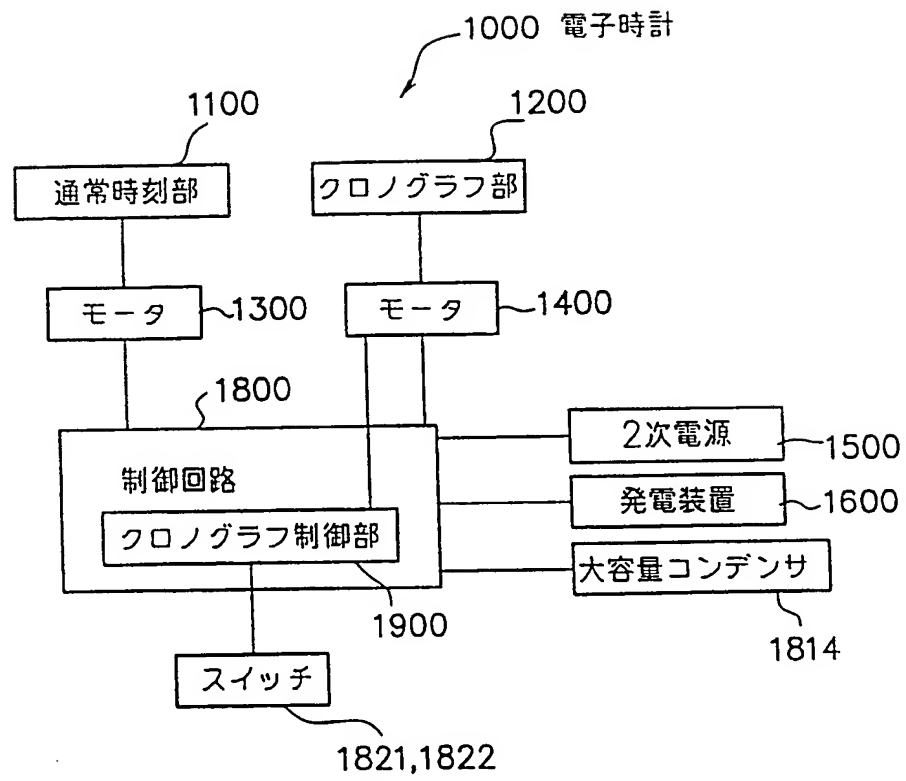 1000 電子時計
1100
1200
通常時刻部
クロノグラフ部
モータ
1300
モータ
1400
1800
2次電源
1500
制御回路
発電装置
1600
クロノグラフ制御部
大容量コンデンサ
1900
1814
スイッチ
1821,1822